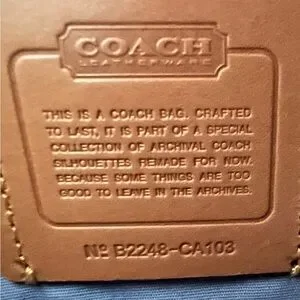 COACH
LEATHERWARE
THIS IS A COACH BAG. CRAFTED
TO LAST, IT IS PART OF A SPECIAL
COLLECTION OF ARCHIVAL COACH
SILHOUETTES REMADE FOR NOW.
BECAUSE SOME THINGS ARE TOO
GOOD TO LEAVE IN THE ARCHIVES.
Nº B2248-CA103